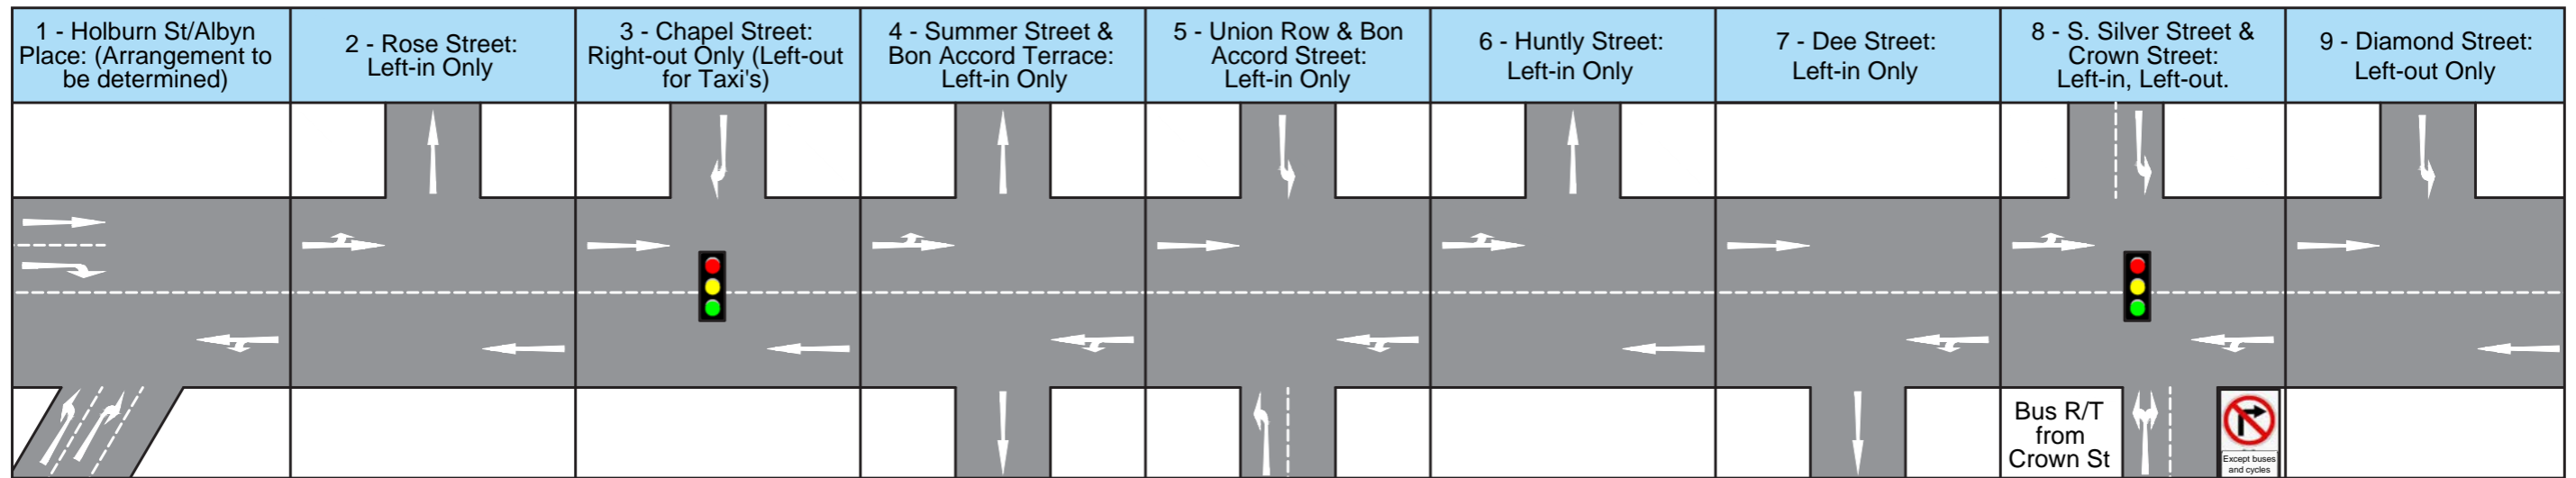 1 - Holburn St/Albyn
Place: (Arrangement to
be determined)
2 - Rose Street:
Left-in Only
3 - Chapel Street:
Right-out Only (Left-out
for Taxi's)
4 - Summer Street &
Bon Accord Terrace:
Left-in Only
5 - Union Row & Bon
Accord Street:
Left-in Only
6 - Huntly Street:
Left-in Only
7 - Dee Street:
Left-in Only
8 - S. Silver Street &
Crown Street:
Left-in, Left-out.
9 - Diamond Street:
Left-out Only
Bus R/T
from
Crown St
Except buses
and cycles